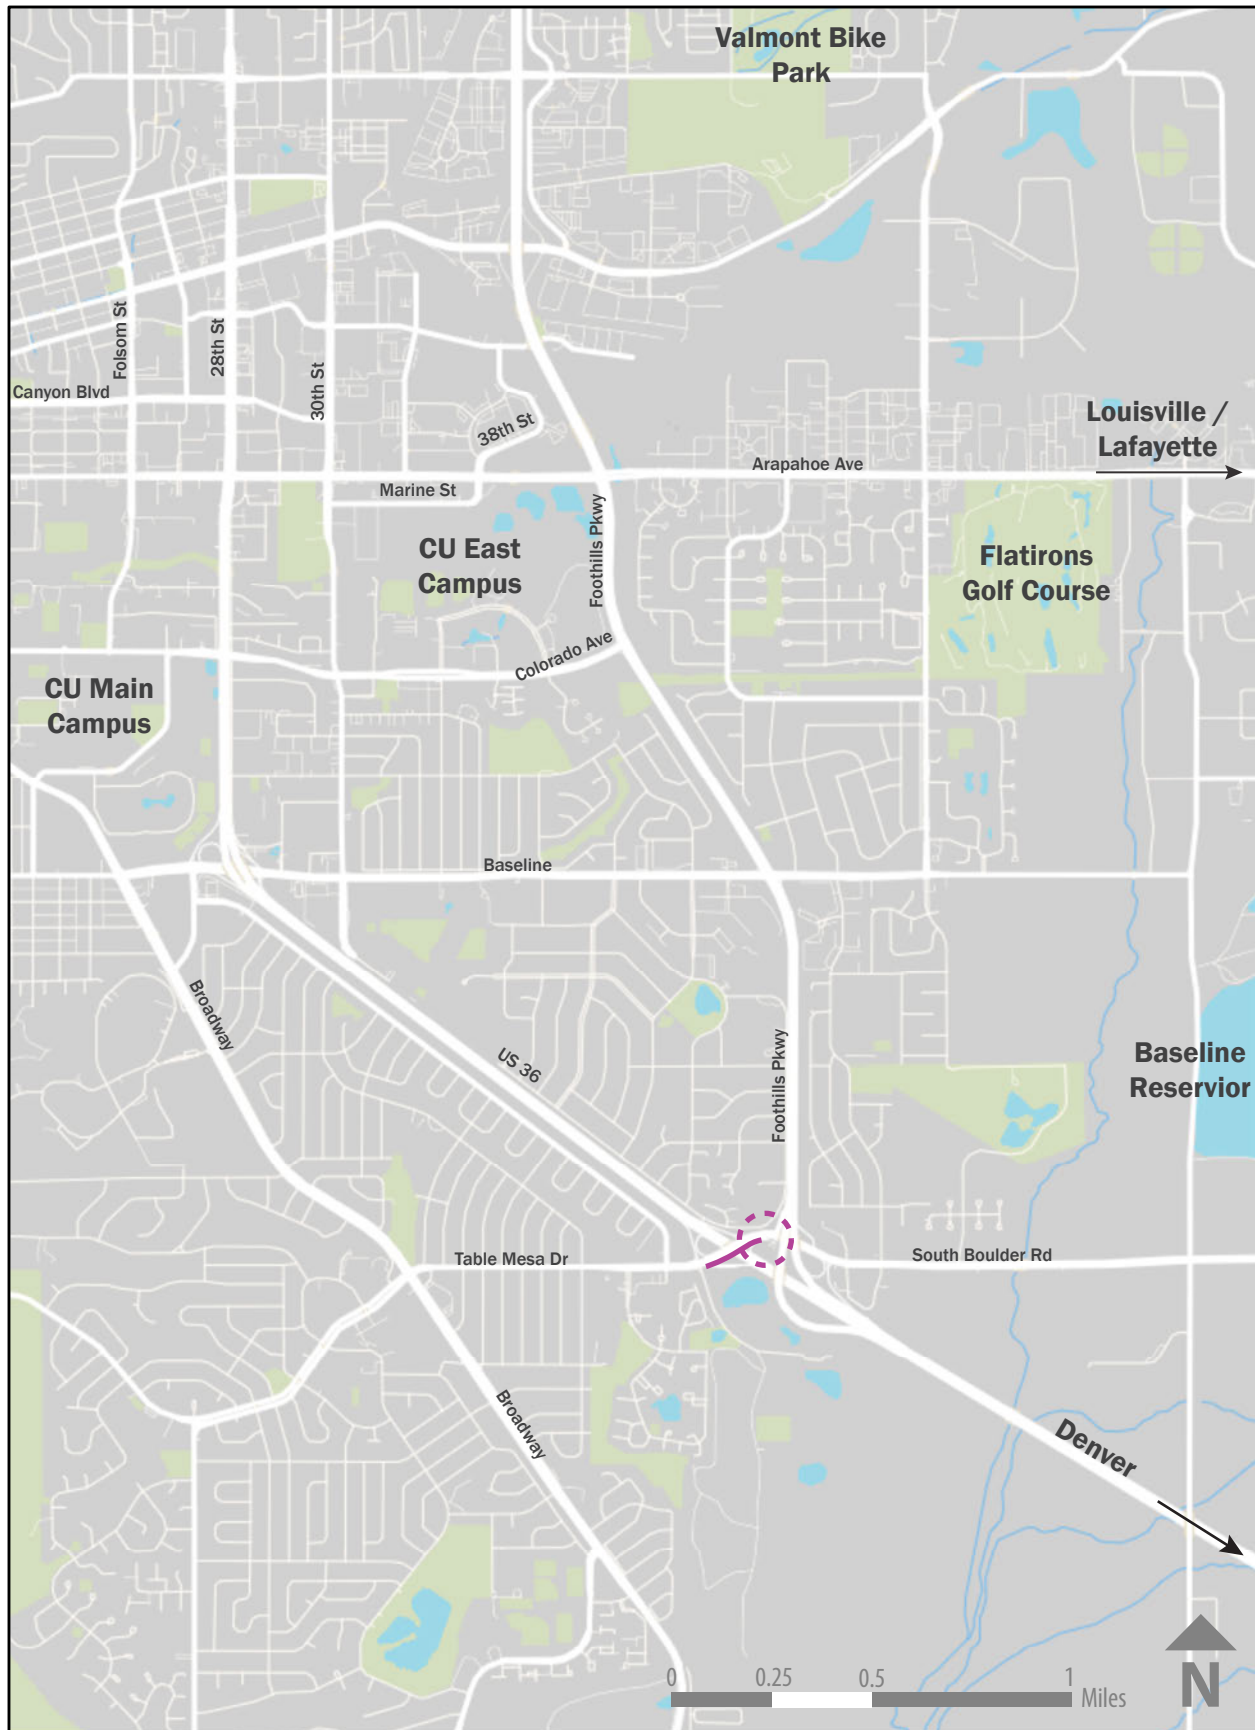 Valmont Bike
Park
Folsom St
28th St
30th St
Canyon Blvd
38th St
Louisville /
Lafayette
Arapahoe Ave
Marine St
Foothills Pkwy
CU East
Campus
Flatirons
Golf Course
Colorado Ave
CU Main
Campus
Baseline
Broadway
US 36
Foothills Pkwy
Baseline
Reservior
Table Mesa Dr
South Boulder Rd
Broadway
Denver
0 0.25 0.5 1
Miles
N